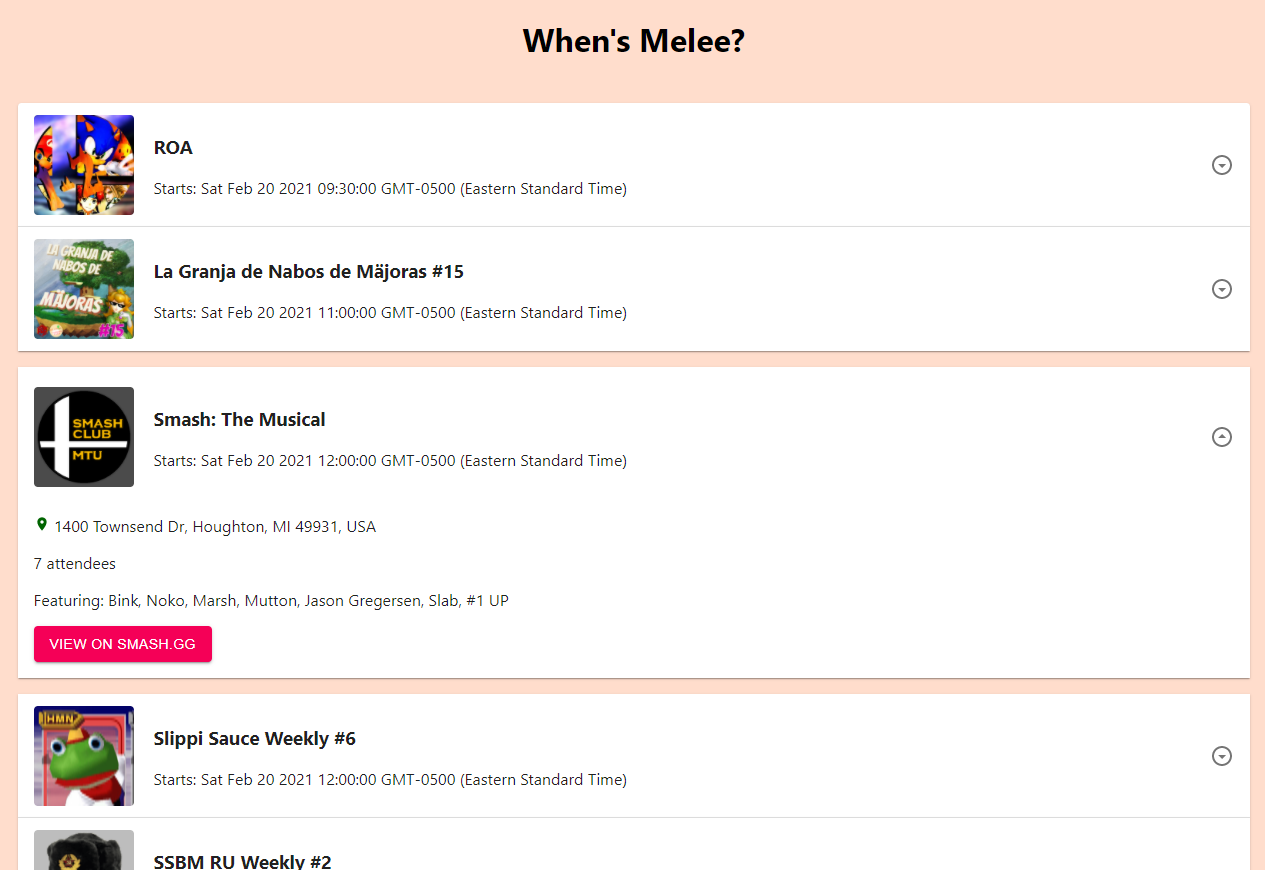 When's Melee?
ROA
Starts: Sat Feb 20 2021 09:30:00 GMT-0500 (Eastern Standard Time)
LA GRANJA DE
NABOS DE
MÄJORAS
#15
La Granja de Nabos de Mäjoras #15
Starts: Sat Feb 20 2021 11:00:00 GMT-0500 (Eastern Standard Time)
SMASH
CLUB
MTU
Smash: The Musical
Starts: Sat Feb 20 2021 12:00:00 GMT-0500 (Eastern Standard Time)
1400 Townsend Dr, Houghton, MI 49931, USA
7 attendees
Featuring: Bink, Noko, Marsh, Mutton, Jason Gregersen, Slab, #1 UP
VIEW ON SMASH.GG
HMN
Slippi Sauce Weekly #6
Starts: Sat Feb 20 2021 12:00:00 GMT-0500 (Eastern Standard Time)
SSBM RU Weekly #2